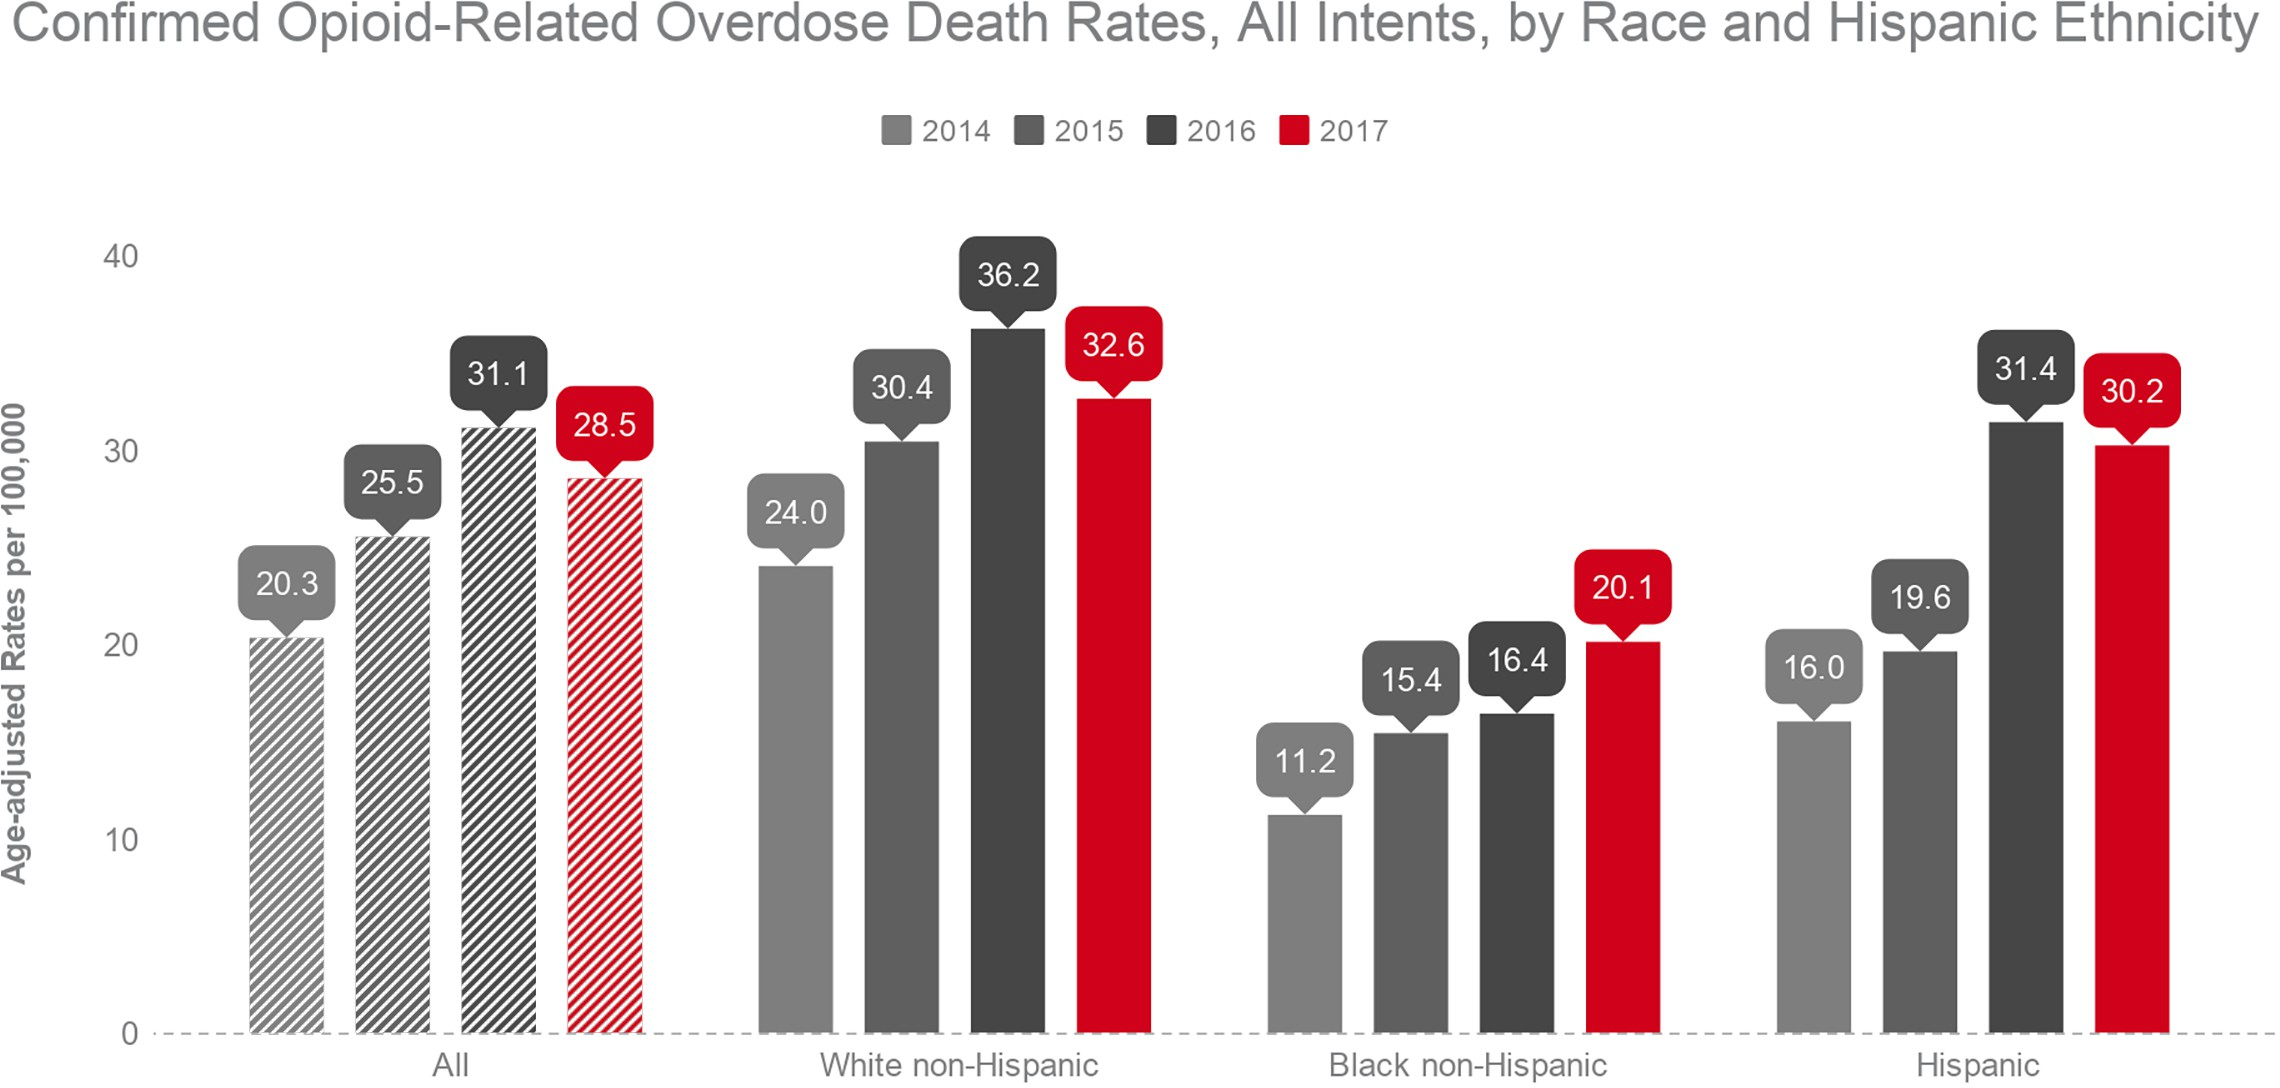 Confirmed Opioid-Related Overdose Death Rates, All Intents, by Race and Hispanic Ethnicity
2014 2015 2016 2017
Age-adjusted Rates per 100,000
40
30
20
10
0
20.3 25.5 31.1 28.5
24.0 30.4 36.2 32.6
11.2 15.4 16.4 20.1
16.0 19.6 31.4 30.2
All White non-Hispanic Black non-Hispanic Hispanic